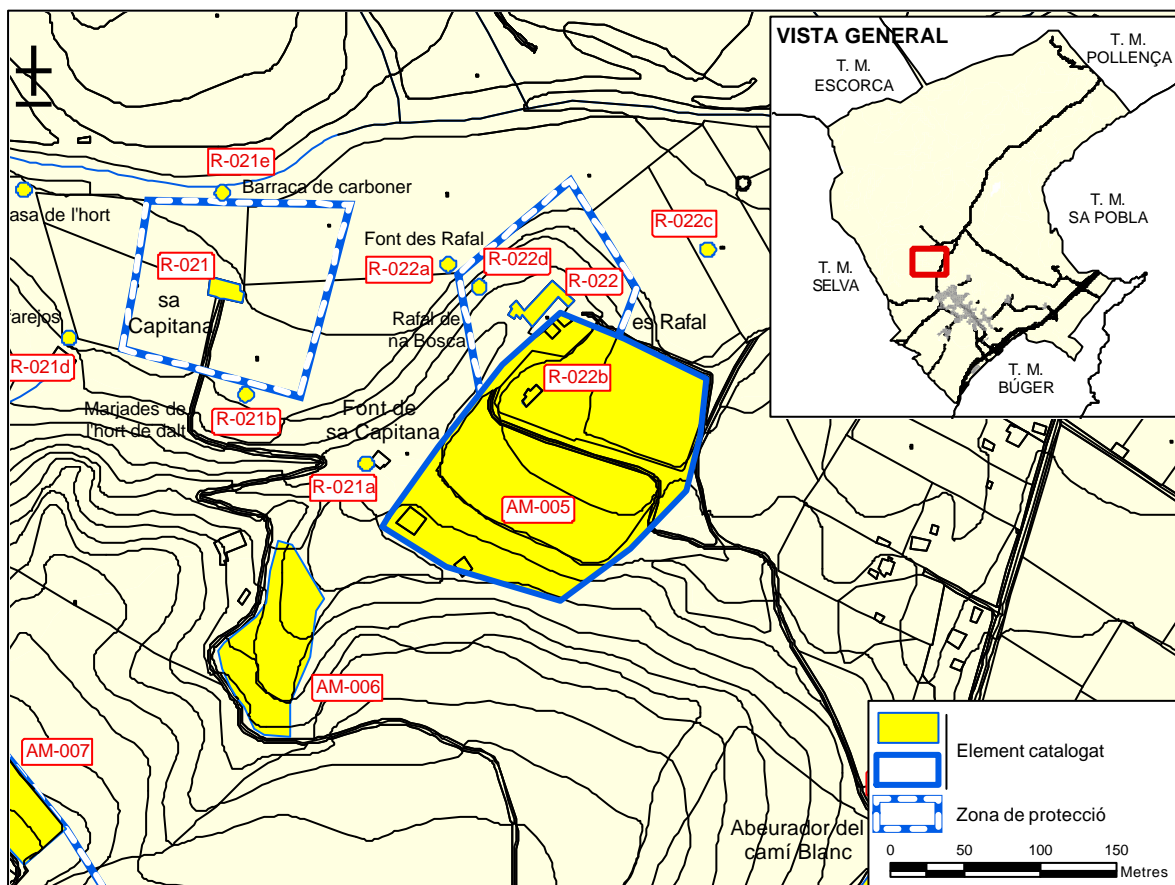 VISTA GENERAL
T. M.
POLLENÇA
T. M.
ESCORCA
T. M.
SA POBLA
T. M.
SELVA
T. M.
BÚGER
R-021e
Barraca de carboner
asa de l'hort
R-021
sa
Capitana
Font des Rafal
R-022a
R-022d
R-022
R-022c
Rafal de
na Bosca
es Rafal
arejos
R-021d
R-022b
Marjades de
l'hort de dalt
R-021b
Font de
sa Capitana
R-021a
AM-005
AM-006
AM-007
Abeurador del
camí Blanc
Element catalogat
Zona de protecció
0 50 100 150
Metres